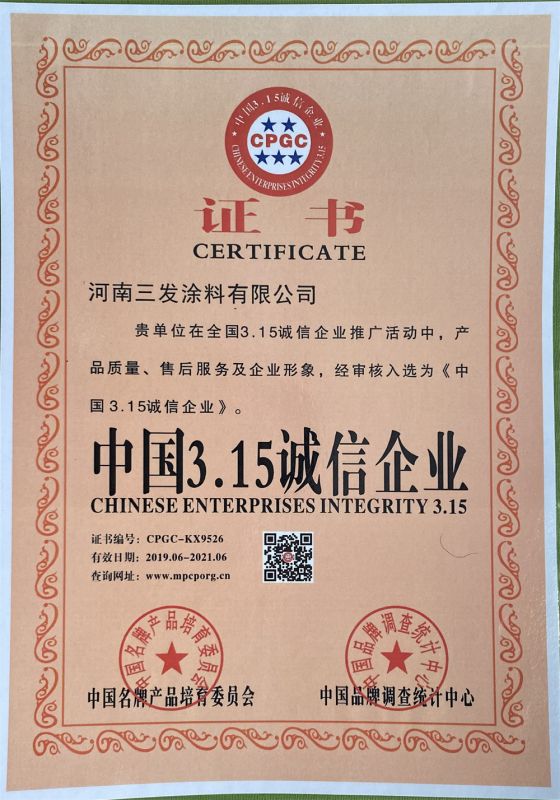 中国3.15诚信企业
CPGC
CHINESE ENTERPRISES INTEGRITY 3.15
证书
CERTIFICATE
河南三发涂料有限公司
贵单位在全国3.15诚信企业推广活动中，产
品质量、售后服务及企业形象，经审核入选为《中
国3.15诚信企业》。
中国3.15诚信企业
CHINESE ENTERPRISES INTEGRITY 3.15
证书编号：CPGC-KX9526
有效日期：2019.06-2021.06
查询网址：www.mpcporg.cn
中国名牌产品培育委员会
中国品牌调查统计中心
中国名牌产品培育委员会
中国品牌调查统计中心